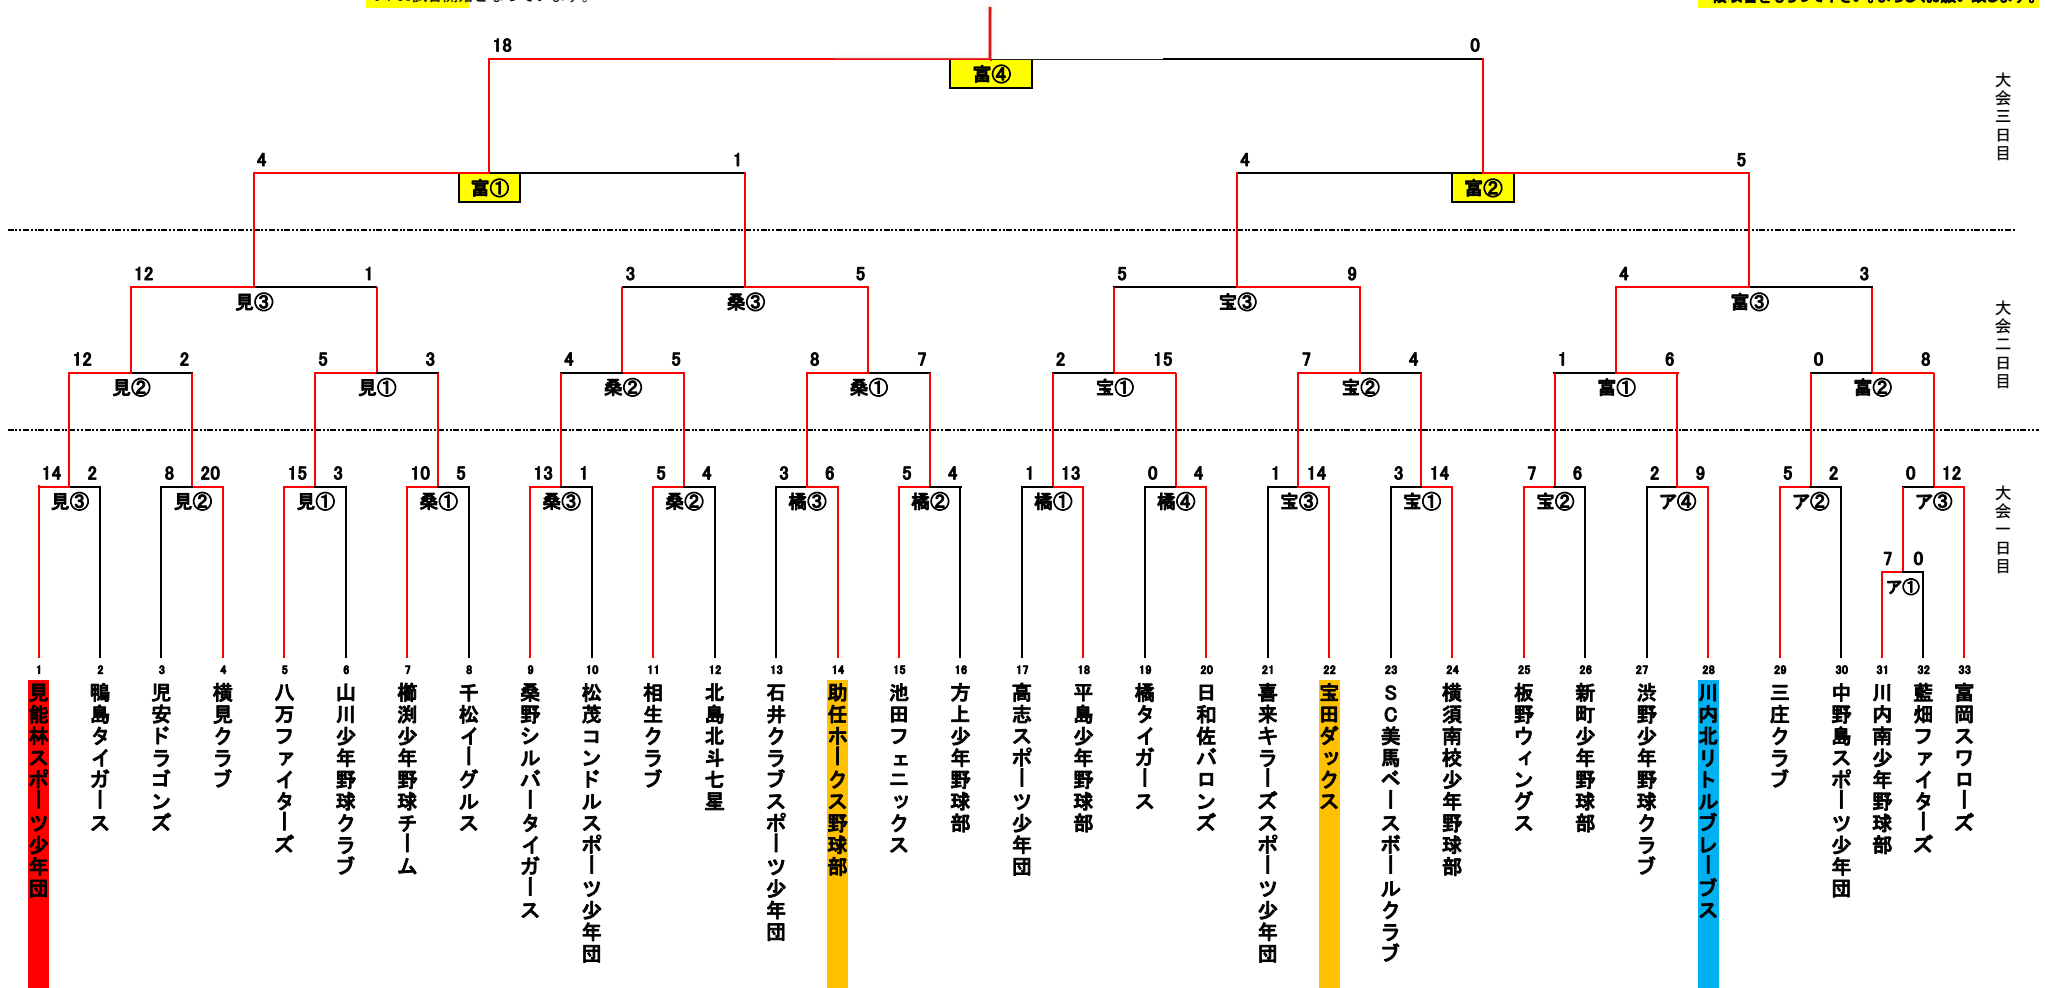 18 0
富④
大会三日目
4 1 4 5
富① 富②
12 1 3 5 5 9 4 3
見③ 桑③ 宝③ 富③
大会二日目
12 2 5 3 4 5 8 7 2 15 7 4 1 6 0 8
見② 見① 桑② 桑① 宝① 宝② 富① 富②
14 2 8 20 15 3 10 5 13 1 5 4 3 6 5 4 1 13 0 4 1 14 3 14 7 6 2 9 5 2 0 12
見③ 見② 見① 桑① 桑③ 桑② 橘③ 橘② 橘① 橘④ 宝③ 宝① 宝② ア④ ア② ア③
大会一日目
7 0
ア①
1 2 3 4 5 6 7 8 9 10 11 12 13 14 15 16 17 18 19 20 21 22 23 24 25 26 27 28 29 30 31 32 33
見能林スポーツ少年団
鴨島タイガース
児安ドラゴンズ
横見クラブ
八万ファイターズ
山川少年野球クラブ
櫛渕少年野球チーム
千松イーグルス
桑野シルバータイガース
松茂コンドルスポーツ少年団
相生クラブ
北島北斗七星
石井クラブスポーツ少年団
助任ホークス野球部
池田フェニックス
方上少年野球部
高志スポーツ少年団
平島少年野球部
橘タイガース
日和佐バロンズ
喜来キラーズスポーツ少年団
宝田ダックス
SC美馬ベースボールクラブ
横須南校少年野球部
板野ウィングス
新町少年野球部
渋野少年野球クラブ
川内北リトルブレーブス
三庄クラブ
中野島スポーツ少年団
川内南少年野球部
藍畑ファイターズ
富岡スワローズ